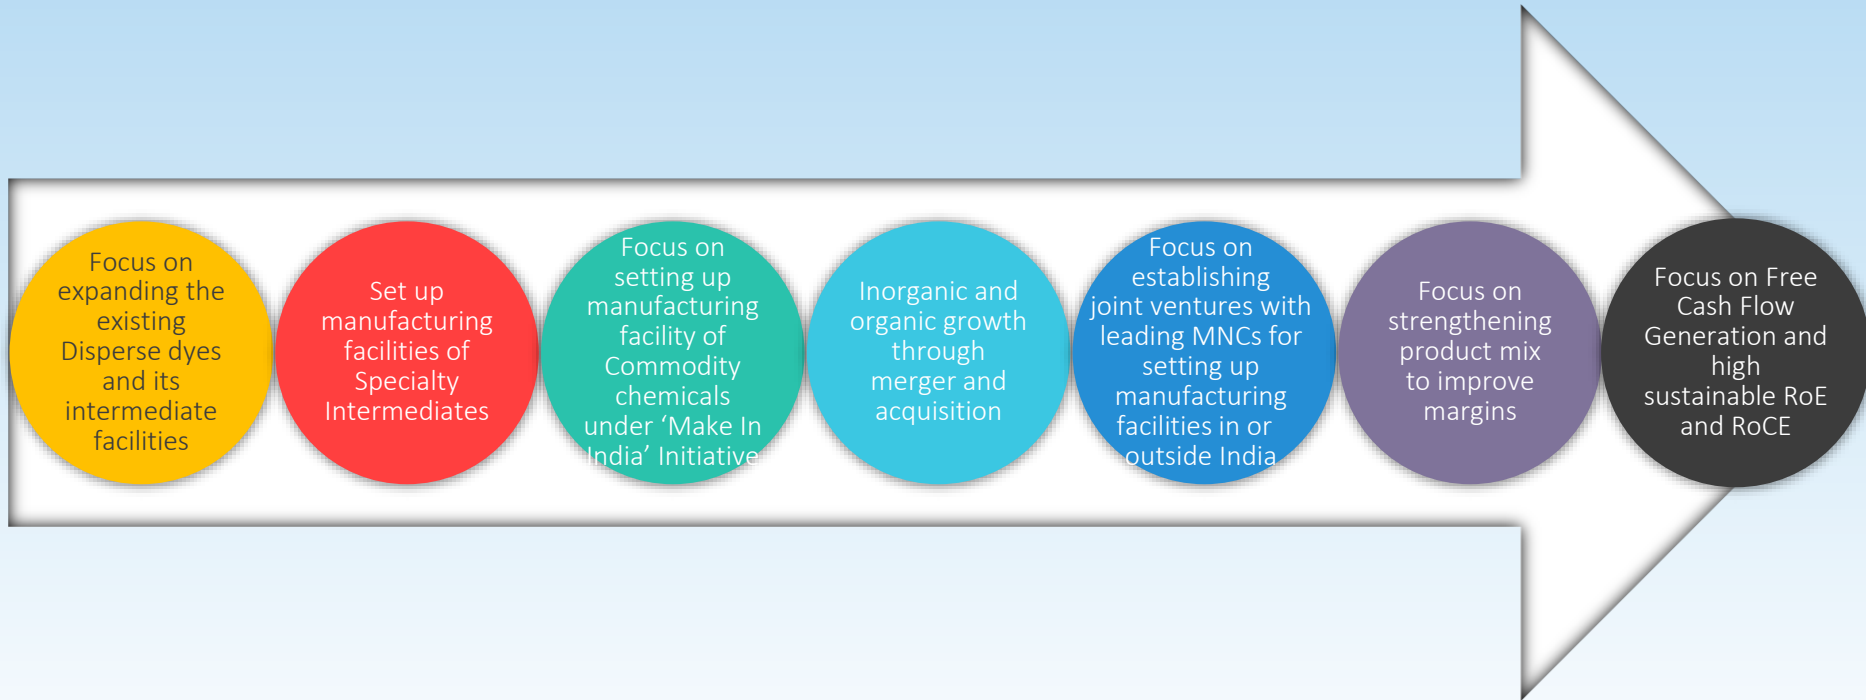 Focus on
expanding the
existing
Disperse dyes
and its
intermediate
facilities
Set up
manufacturing
facilities of
Specialty
Intermediates
Focus on
setting up
manufacturing
facility of
Commodity
chemicals
under ‘Make In
India’ Initiative
Inorganic and
organic growth
through
merger and
acquisition
Focus on
establishing
joint ventures with
leading MNCs for
setting up
manufacturing
facilities in or
outside India
Focus on
strengthening
product mix
to improve
margins
Focus on Free
Cash Flow
Generation and
high
sustainable RoE
and RoCE